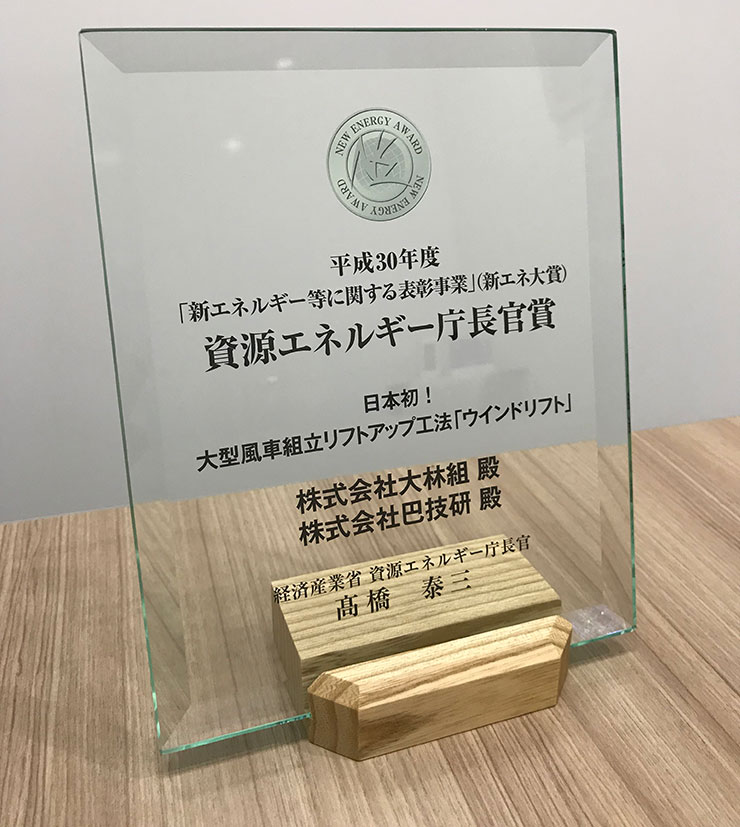 NEW ENERGY AWARD
NEW ENERGY AWARD
平成30年度
「新エネルギー等に関する表彰事業」(新エネ大賞)
資源エネルギー庁長官賞
日本初！
大型風車組立リフトアップ工法「ウインドリフト」
株式会社大林組 殿
株式会社巴技研 殿
経済産業省 資源エネルギー庁長官
髙橋 泰三